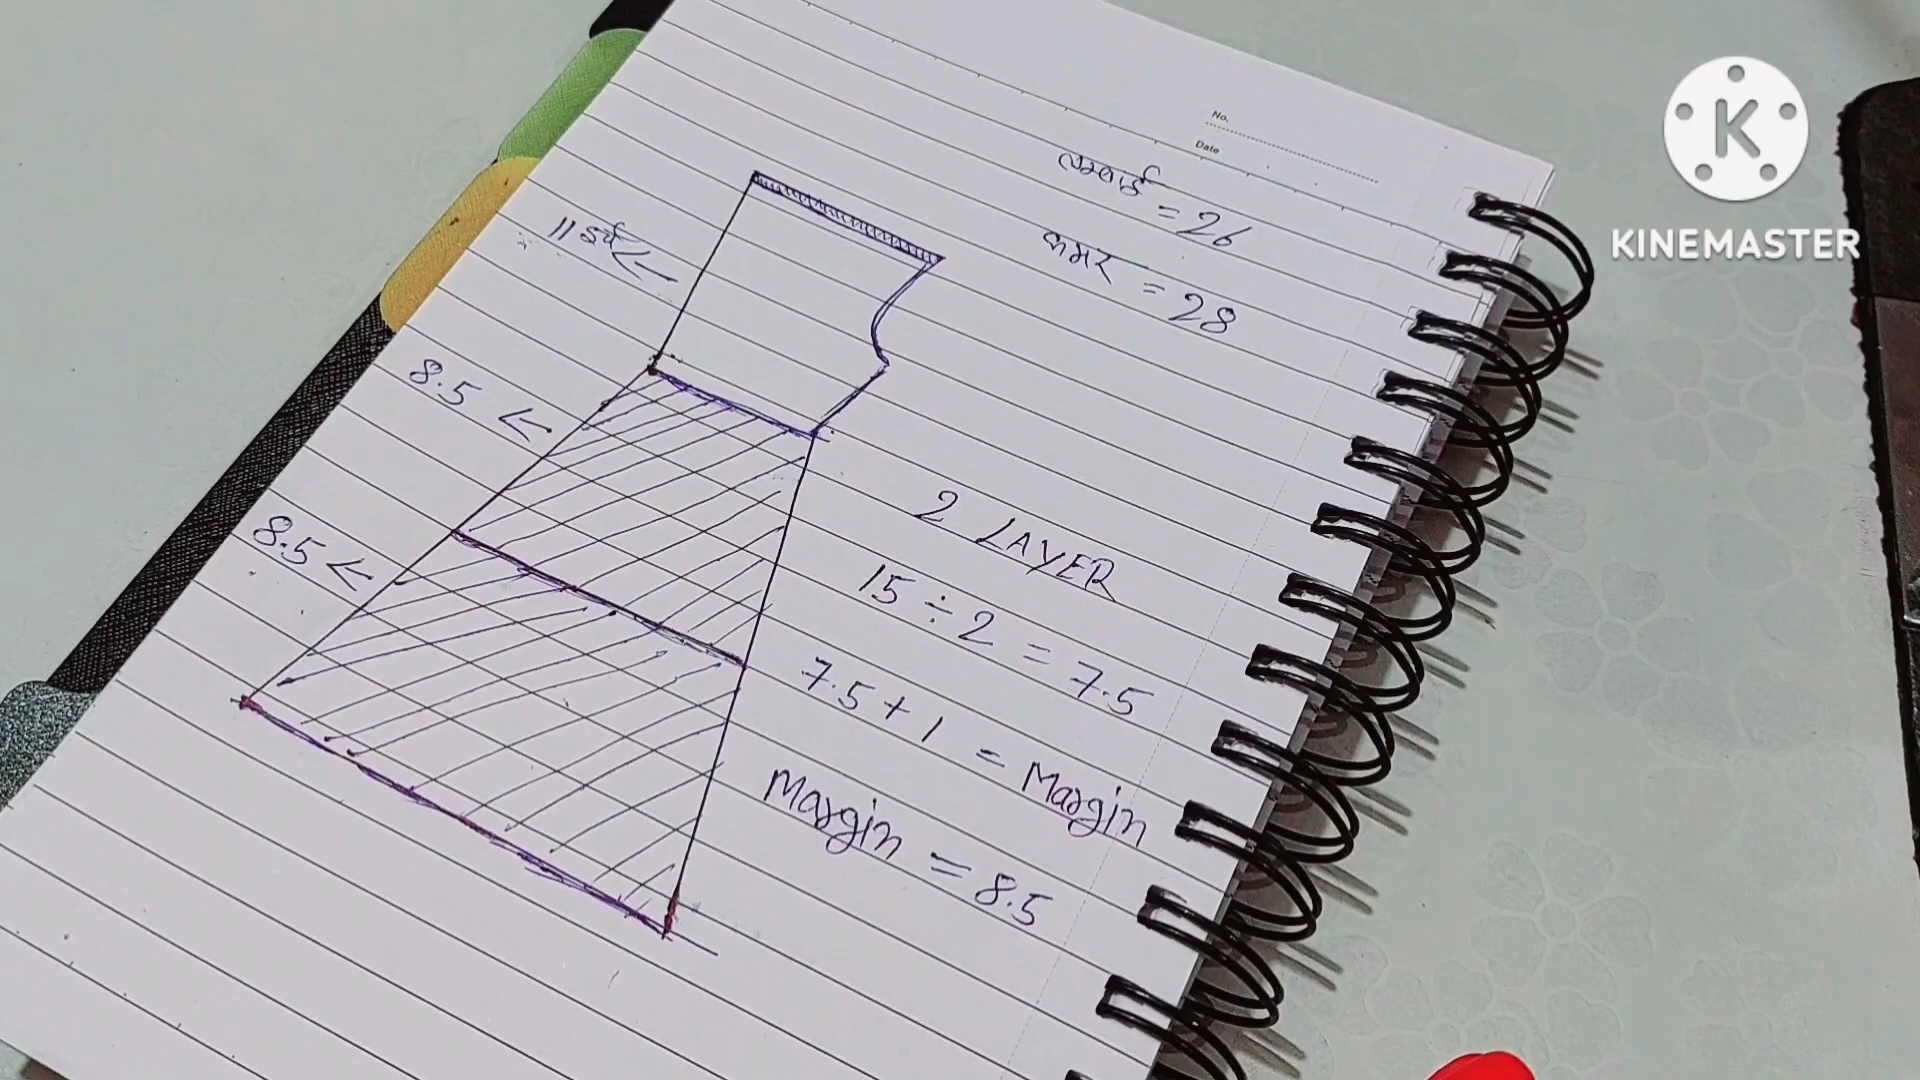 No.
Date
लम्बाई = 26
कमर = 28
11 इंच
8.5
8.5
2 LAYER
15 ÷ 2 = 7.5
7.5 + 1 = Margin
Margin = 8.5
KINEMASTER